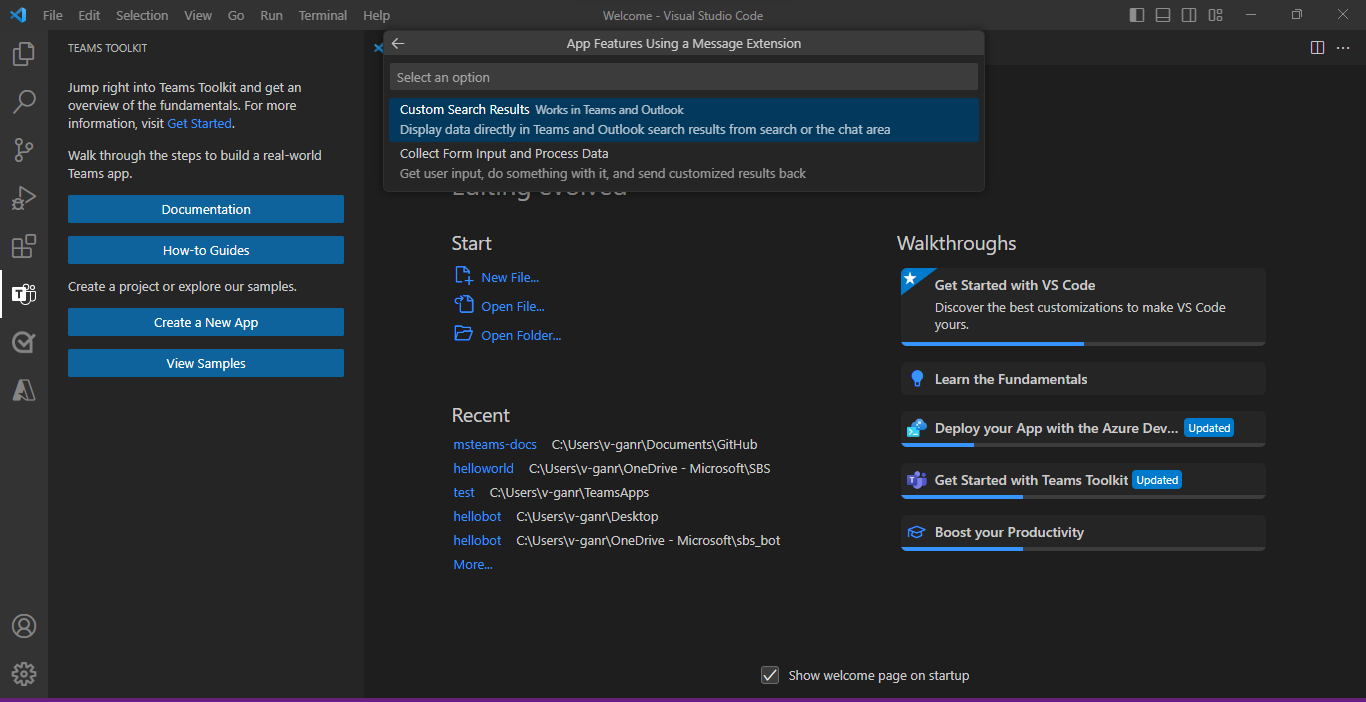 File Edit Selection View Go Run Terminal Help
Welcome - Visual Studio Code
TEAMS TOOLKIT
Jump right into Teams Toolkit and get an
overview of the fundamentals. For more
information, visit Get Started.
Walk through the steps to build a real-world
Teams app.
Documentation
How-to Guides
Create a project or explore our samples.
Create a New App
View Samples
App Features Using a Message Extension
Select an option
Custom Search Results Works in Teams and Outlook
Display data directly in Teams and Outlook search results from search or the chat area
Collect Form Input and Process Data
Get user input, do something with it, and send customized results back
Editing evolved
Start
New File...
Open File...
Open Folder...
Recent
msteams-docs C:\Users\v-ganr\Documents\GitHub
helloworld C:\Users\v-ganr\OneDrive - Microsoft\SBS
test C:\Users\v-ganr\TeamsApps
hellobot C:\Users\v-ganr\Desktop
hellobot C:\Users\v-ganr\OneDrive - Microsoft\sbs_bot
More...
Walkthroughs
Get Started with VS Code
Discover the best customizations to make VS Code
yours.
Learn the Fundamentals
Deploy your App with the Azure Dev... Updated
Get Started with Teams Toolkit Updated
Boost your Productivity
Show welcome page on startup